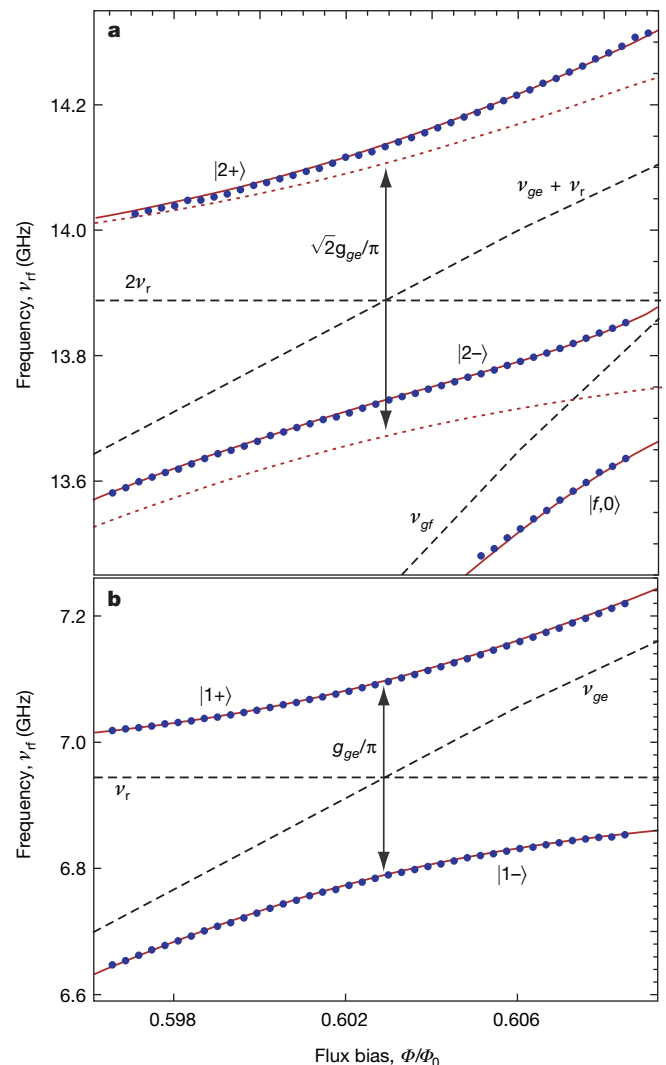 a
14.2
|2+⟩
ν_ge + ν_r
14.0
√2g_ge/π
2ν_r
Frequency, ν_rf (GHz)
13.8
|2−⟩
13.6
ν_gf
|f,0⟩
b
7.2
|1+⟩
ν_ge
7.0
g_ge/π
ν_r
Frequency, ν_rf (GHz)
6.8
|1−⟩
6.6
0.598 0.602 0.606
Flux bias, Φ/Φ₀